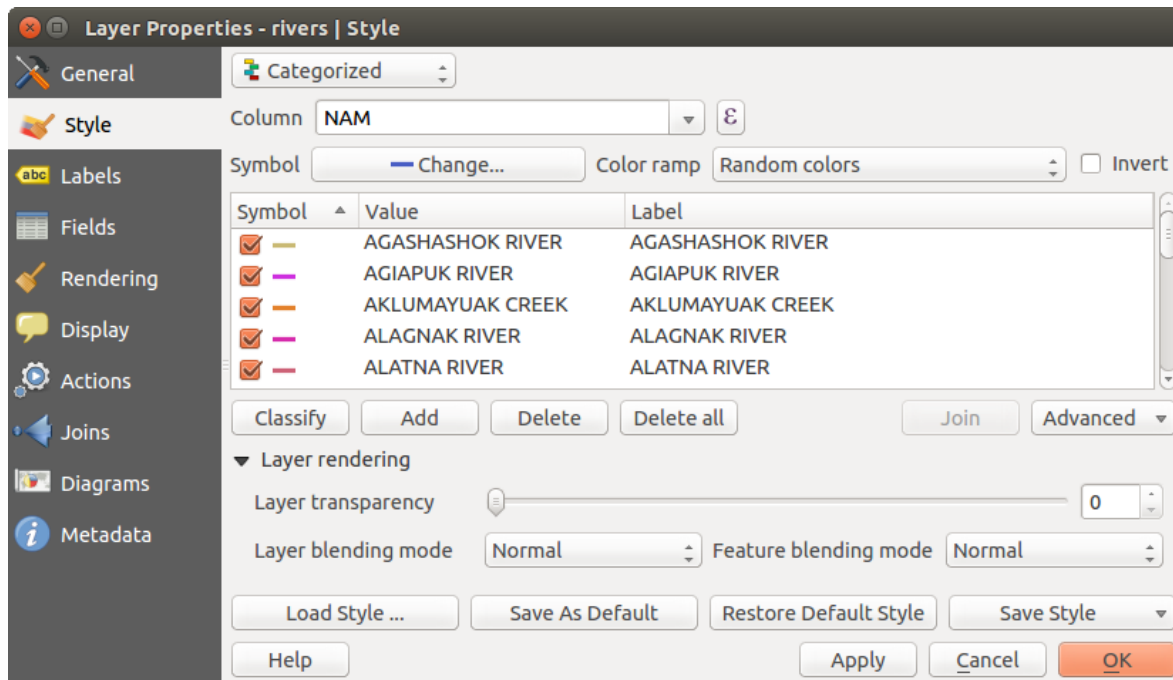 Layer Properties - rivers | Style
General
Categorized
Style
Column NAM ε
Symbol Change... Color ramp Random colors Invert
abc Labels
Symbol Value Label
Fields
AGASHASHOK RIVER AGASHASHOK RIVER
AGIAPUK RIVER AGIAPUK RIVER
Rendering
AKLUMAYUAK CREEK AKLUMAYUAK CREEK
Display
ALAGNAK RIVER ALAGNAK RIVER
ALATNA RIVER ALATNA RIVER
Actions
Classify Add Delete Delete all Join Advanced
Joins
Layer rendering
Diagrams
Layer transparency 0
i Metadata
Layer blending mode Normal Feature blending mode Normal
Load Style ... Save As Default Restore Default Style Save Style
Help Apply Cancel OK